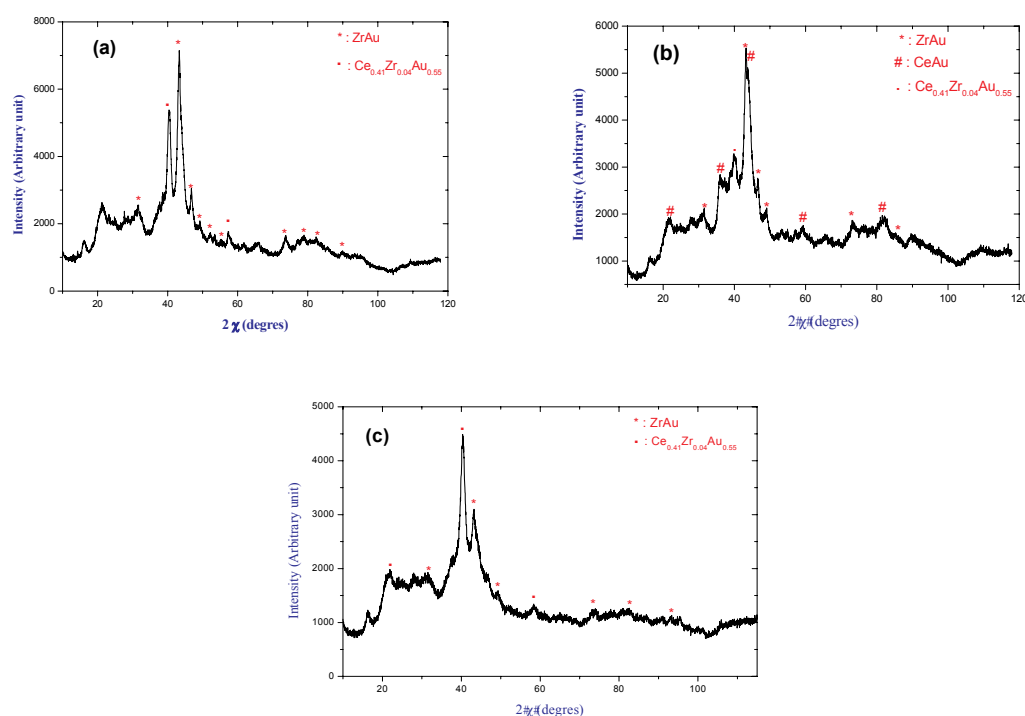 (a)
* : ZrAu
▪ : Ce0.41Zr0.04Au0.55
Intensity (Arbitrary unit)
8000
6000
4000
2000
0
20 40 60 80 100 120
2 χ (degres)
(b)
* : ZrAu
# : CeAu
. : Ce0.41Zr0.04Au0.55
Intensity (Arbitrary unit)
6000
5000
4000
3000
2000
1000
20 40 60 80 100 120
2#χ#(degres)
(c)
* : ZrAu
▪ : Ce0.41Zr0.04Au0.55
Intensity (Arbitrary unit)
5000
4000
3000
2000
1000
0
20 40 60 80 100
2#χ#(degres)